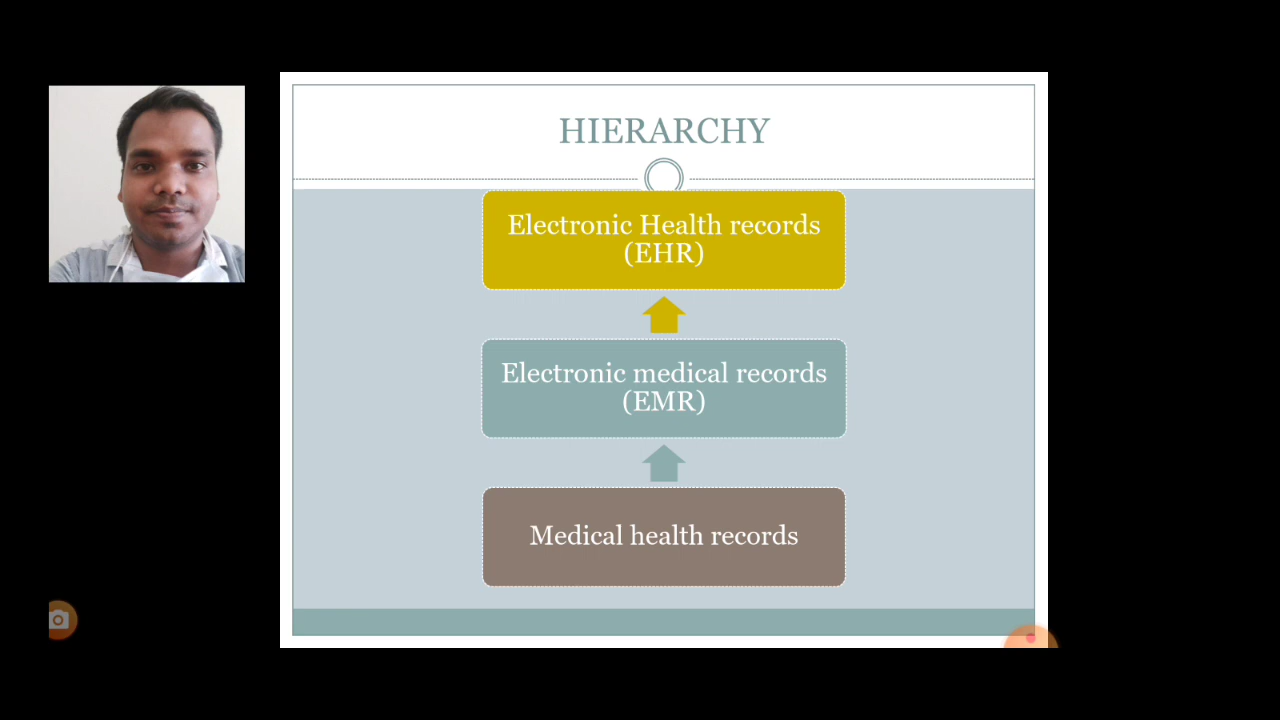 HIERARCHY
Electronic Health records
(EHR)
Electronic medical records
(EMR)
Medical health records